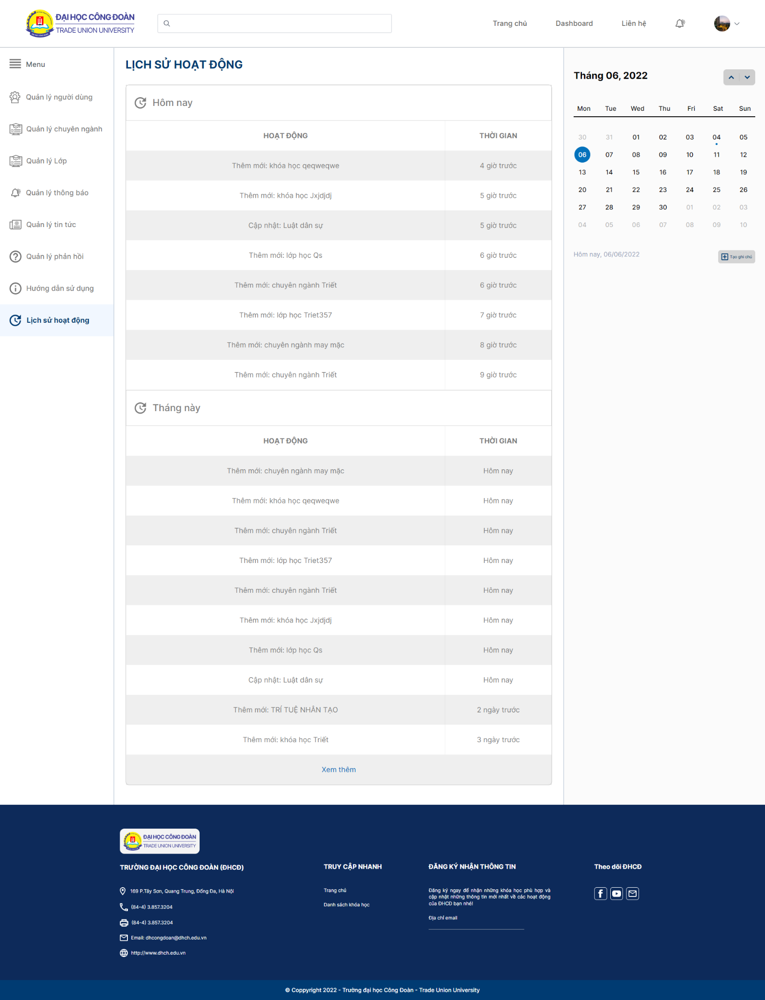 ĐẠI HỌC CÔNG ĐOÀN
TRADE UNION UNIVERSITY
Trang chủ
Dashboard
Liên hệ
Menu
Quản lý người dùng
Quản lý chuyên ngành
Quản lý Lớp
Quản lý thông báo
Quản lý tin tức
Quản lý phản hồi
Hướng dẫn sử dụng
Lịch sử hoạt động
LỊCH SỬ HOẠT ĐỘNG
Hôm nay
HOẠT ĐỘNG THỜI GIAN
Thêm mới: khóa học qeqweqwe 4 giờ trước
Thêm mới: khóa học Jxjdjdj 5 giờ trước
Cập nhật: Luật dân sự 5 giờ trước
Thêm mới: lớp học Qs 6 giờ trước
Thêm mới: chuyên ngành Triết 6 giờ trước
Thêm mới: lớp học Triet357 7 giờ trước
Thêm mới: chuyên ngành may mặc 8 giờ trước
Thêm mới: chuyên ngành Triết 9 giờ trước
Tháng này
HOẠT ĐỘNG THỜI GIAN
Thêm mới: chuyên ngành may mặc Hôm nay
Thêm mới: khóa học qeqweqwe Hôm nay
Thêm mới: chuyên ngành Triết Hôm nay
Thêm mới: lớp học Triet357 Hôm nay
Thêm mới: chuyên ngành Triết Hôm nay
Thêm mới: khóa học Jxjdjdj Hôm nay
Thêm mới: lớp học Qs Hôm nay
Cập nhật: Luật dân sự Hôm nay
Thêm mới: TRÍ TUỆ NHÂN TẠO 2 ngày trước
Thêm mới: khóa học Triết 3 ngày trước
Xem thêm
Tháng 06, 2022
Mon Tue Wed Thu Fri Sat Sun
30 31 01 02 03 04 05
06 07 08 09 10 11 12
13 14 15 16 17 18 19
20 21 22 23 24 25 26
27 28 29 30 01 02 03
04 05 06 07 08 09 10
Hôm nay, 06/06/2022
Tạo ghi chú
ĐẠI HỌC CÔNG ĐOÀN
TRADE UNION UNIVERSITY
TRƯỜNG ĐẠI HỌC CÔNG ĐOÀN (ĐHCĐ)
169 P.Tây Sơn, Quang Trung, Đống Đa, Hà Nội
(84-4) 3.857.3204
(84-4) 3.857.3204
Email: dhcongdoan@dhch.edu.vn
http://www.dhch.edu.vn
TRUY CẬP NHANH
Trang chủ
Danh sách khóa học
ĐĂNG KÝ NHẬN THÔNG TIN
Đăng ký ngay để nhận những khóa học phù hợp và
cập nhật những thông tin mới nhất về các hoạt động
của ĐHCĐ bạn nhé!
Địa chỉ email
Theo dõi ĐHCĐ
© Coppyright 2022 - Trường đại học Công Đoàn - Trade Union University